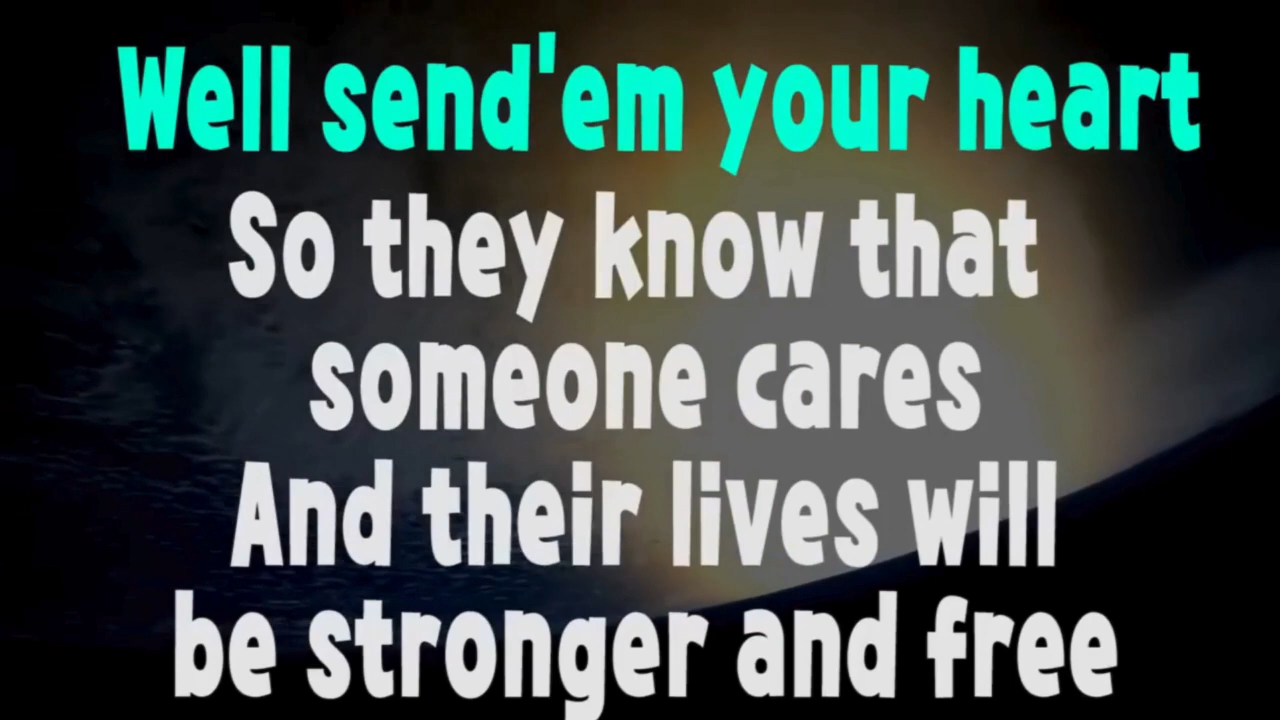 Well send'em your heart
So they know that
someone cares
And their lives will
be stronger and free